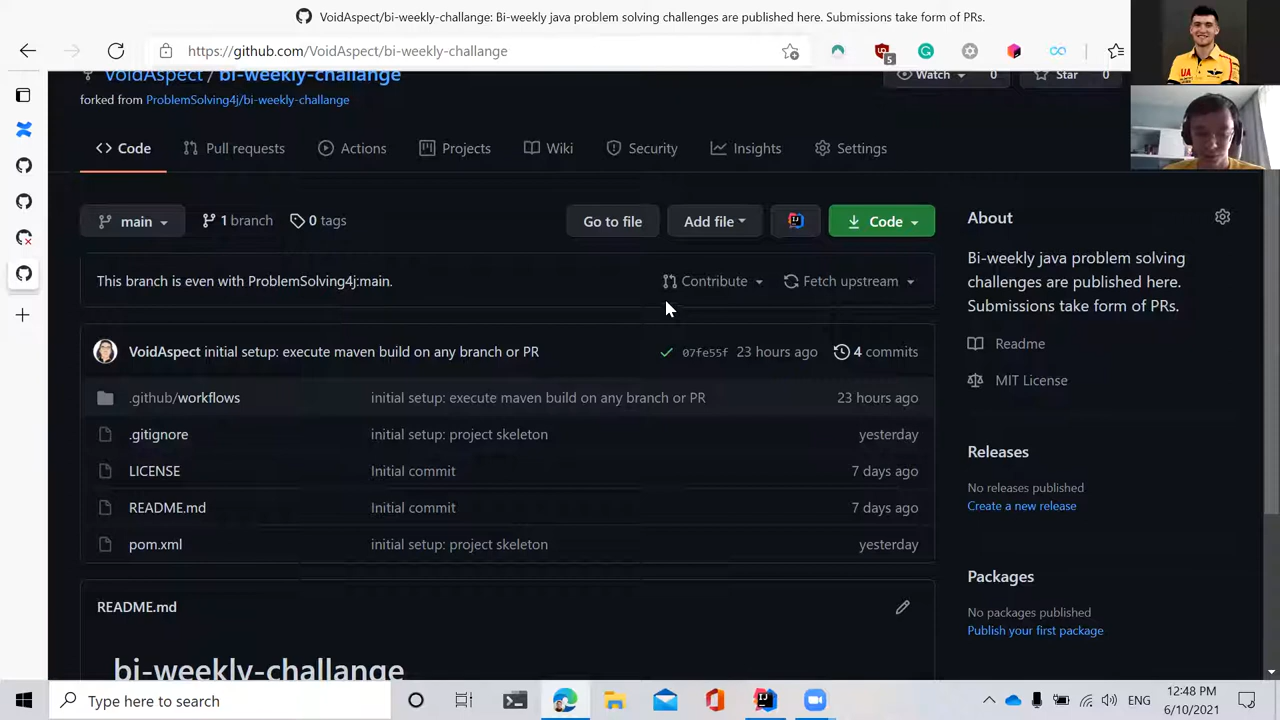 VoidAspect/bi-weekly-challange: Bi-weekly java problem solving challenges are published here. Submissions take form of PRs.
https://github.com/VoidAspect/bi-weekly-challange
5
VoidAspect / bi-weekly-challange
Watch 0
Star 0
forked from ProblemSolving4j/bi-weekly-challange
Code
Pull requests
Actions
Projects
Wiki
Security
Insights
Settings
main
1 branch
0 tags
Go to file
Add file
Code
This branch is even with ProblemSolving4j:main.
Contribute
Fetch upstream
VoidAspect initial setup: execute maven build on any branch or PR
07fe55f 23 hours ago
4 commits
.github/workflows initial setup: execute maven build on any branch or PR 23 hours ago
.gitignore initial setup: project skeleton yesterday
LICENSE Initial commit 7 days ago
README.md Initial commit 7 days ago
pom.xml initial setup: project skeleton yesterday
README.md
bi-weekly-challange
About
Bi-weekly java problem solving
challenges are published here.
Submissions take form of PRs.
Readme
MIT License
Releases
No releases published
Create a new release
Packages
No packages published
Publish your first package
UA
Type here to search
ENG
12:48 PM
6/10/2021